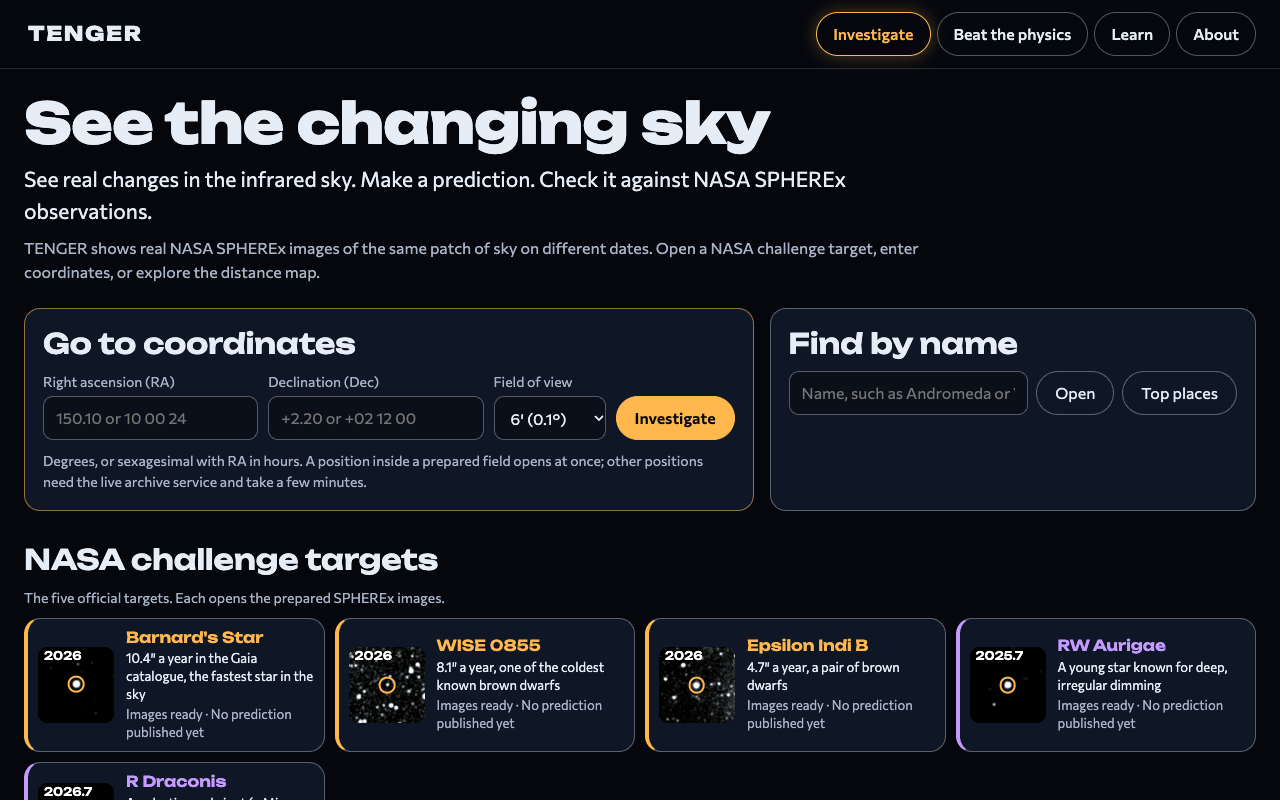 TENGER
Investigate
Beat the physics
Learn
About
See the changing sky
See real changes in the infrared sky. Make a prediction. Check it against NASA SPHEREx
observations.
TENGER shows real NASA SPHEREx images of the same patch of sky on different dates. Open a NASA challenge target, enter
coordinates, or explore the distance map.
Go to coordinates
Right ascension (RA)
Declination (Dec)
Field of view
150.10 or 10 00 24
+2.20 or +02 12 00
6' (0.1°)
Investigate
Degrees, or sexagesimal with RA in hours. A position inside a prepared field opens at once; other positions
need the live archive service and take a few minutes.
Find by name
Name, such as Andromeda or
Open
Top places
NASA challenge targets
The five official targets. Each opens the prepared SPHEREx images.
2026
Barnard's Star
10.4" a year in the Gaia
catalogue, the fastest star in the
sky
Images ready · No prediction
published yet
2026
WISE 0855
8.1" a year, one of the coldest
known brown dwarfs
Images ready · No prediction
published yet
2026
Epsilon Indi B
4.7" a year, a pair of brown
dwarfs
Images ready · No prediction
published yet
2025.7
RW Aurigae
A young star known for deep,
irregular dimming
Images ready · No prediction
published yet
2026.7
R Draconis